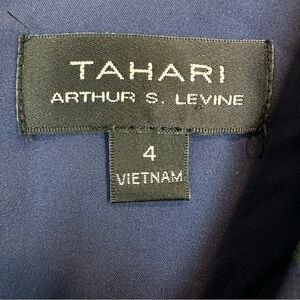 TAHARI
ARTHUR S. LEVINE
4
VIETNAM